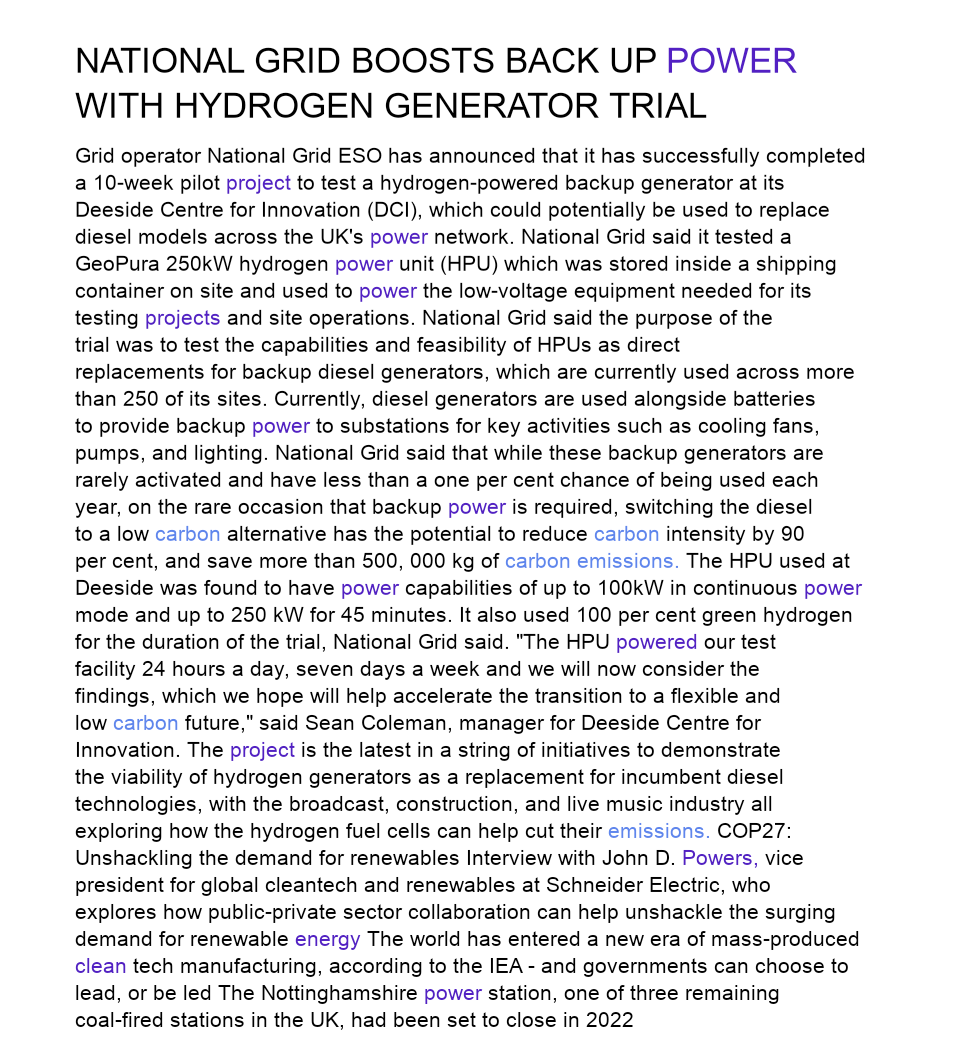 NATIONAL GRID BOOSTS BACK UP POWER
WITH HYDROGEN GENERATOR TRIAL
Grid operator National Grid ESO has announced that it has successfully completed
a 10-week pilot project to test a hydrogen-powered backup generator at its
Deeside Centre for Innovation (DCI), which could potentially be used to replace
diesel models across the UK's power network. National Grid said it tested a
GeoPura 250kW hydrogen power unit (HPU) which was stored inside a shipping
container on site and used to power the low-voltage equipment needed for its
testing projects and site operations. National Grid said the purpose of the
trial was to test the capabilities and feasibility of HPUs as direct
replacements for backup diesel generators, which are currently used across more
than 250 of its sites. Currently, diesel generators are used alongside batteries
to provide backup power to substations for key activities such as cooling fans,
pumps, and lighting. National Grid said that while these backup generators are
rarely activated and have less than a one per cent chance of being used each
year, on the rare occasion that backup power is required, switching the diesel
to a low carbon alternative has the potential to reduce carbon intensity by 90
per cent, and save more than 500, 000 kg of carbon emissions. The HPU used at
Deeside was found to have power capabilities of up to 100kW in continuous power
mode and up to 250 kW for 45 minutes. It also used 100 per cent green hydrogen
for the duration of the trial, National Grid said. "The HPU powered our test
facility 24 hours a day, seven days a week and we will now consider the
findings, which we hope will help accelerate the transition to a flexible and
low carbon future," said Sean Coleman, manager for Deeside Centre for
Innovation. The project is the latest in a string of initiatives to demonstrate
the viability of hydrogen generators as a replacement for incumbent diesel
technologies, with the broadcast, construction, and live music industry all
exploring how the hydrogen fuel cells can help cut their emissions. COP27:
Unshackling the demand for renewables Interview with John D. Powers, vice
president for global cleantech and renewables at Schneider Electric, who
explores how public-private sector collaboration can help unshackle the surging
demand for renewable energy The world has entered a new era of mass-produced
clean tech manufacturing, according to the IEA - and governments can choose to
lead, or be led The Nottinghamshire power station, one of three remaining
coal-fired stations in the UK, had been set to close in 2022